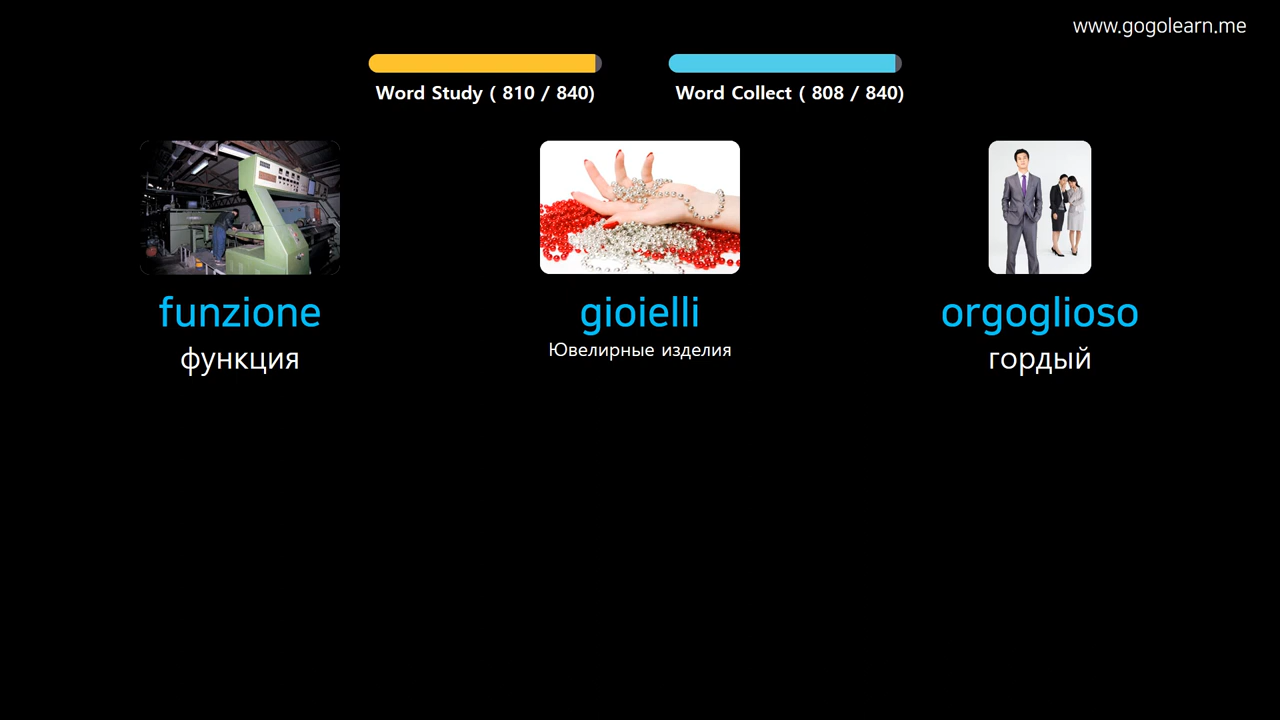 www.gogolearn.me
Word Study ( 810 / 840)
Word Collect ( 808 / 840)
funzione
функция
gioielli
Ювелирные изделия
orgoglioso
гордый